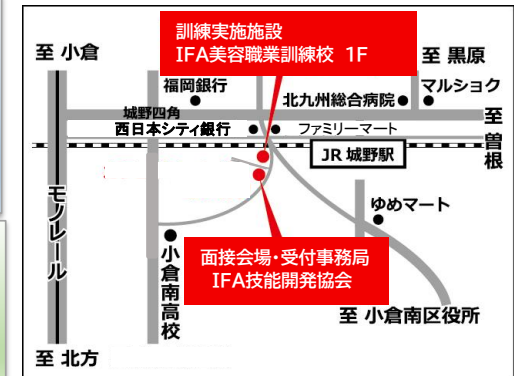 訓練実施施設
IFA美容職業訓練校 1F
至 小倉
至 黒原
福岡銀行
マルショク
北九州総合病院
城野四角
至 曽根
西日本シティ銀行
ファミリーマート
JR 城野駅
モノレール
ゆめマート
小倉南高校
面接会場・受付事務局
IFA技能開発協会
至 小倉南区役所
至 北方